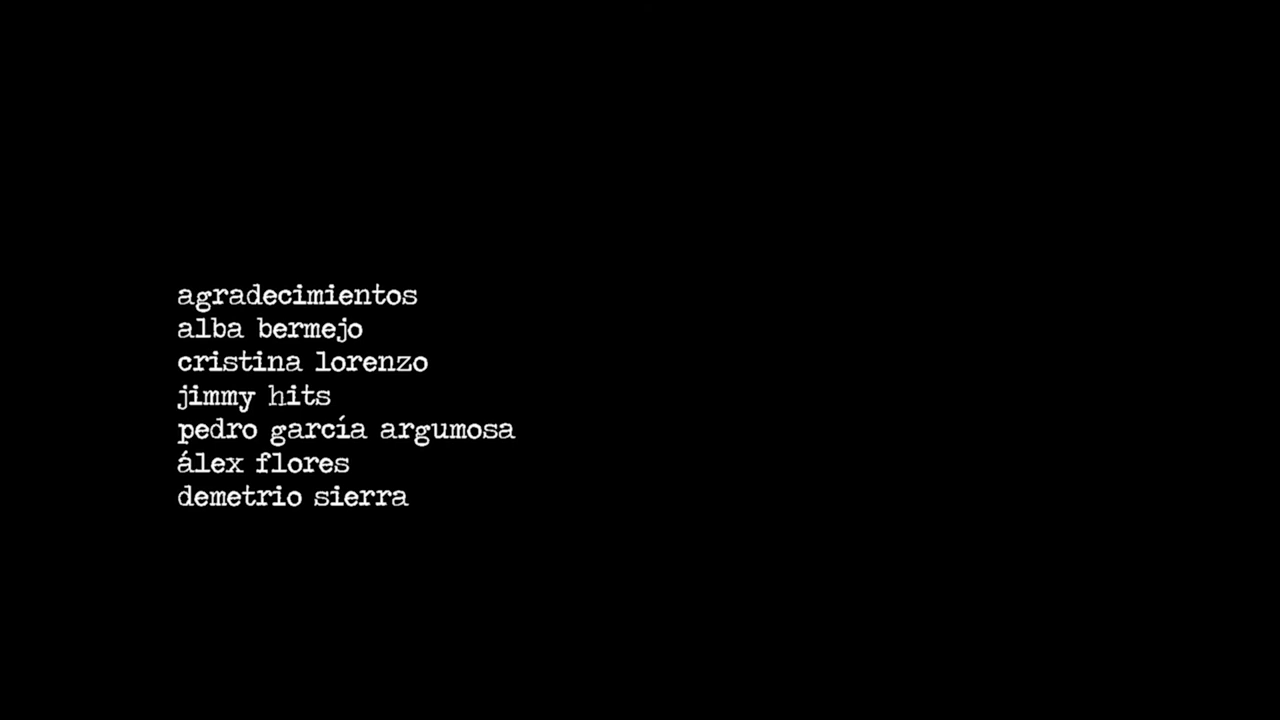 agradecimientos
alba bermejo
cristina lorenzo
jimmy hits
pedro garcía argumosa
álex flores
demetrio sierra